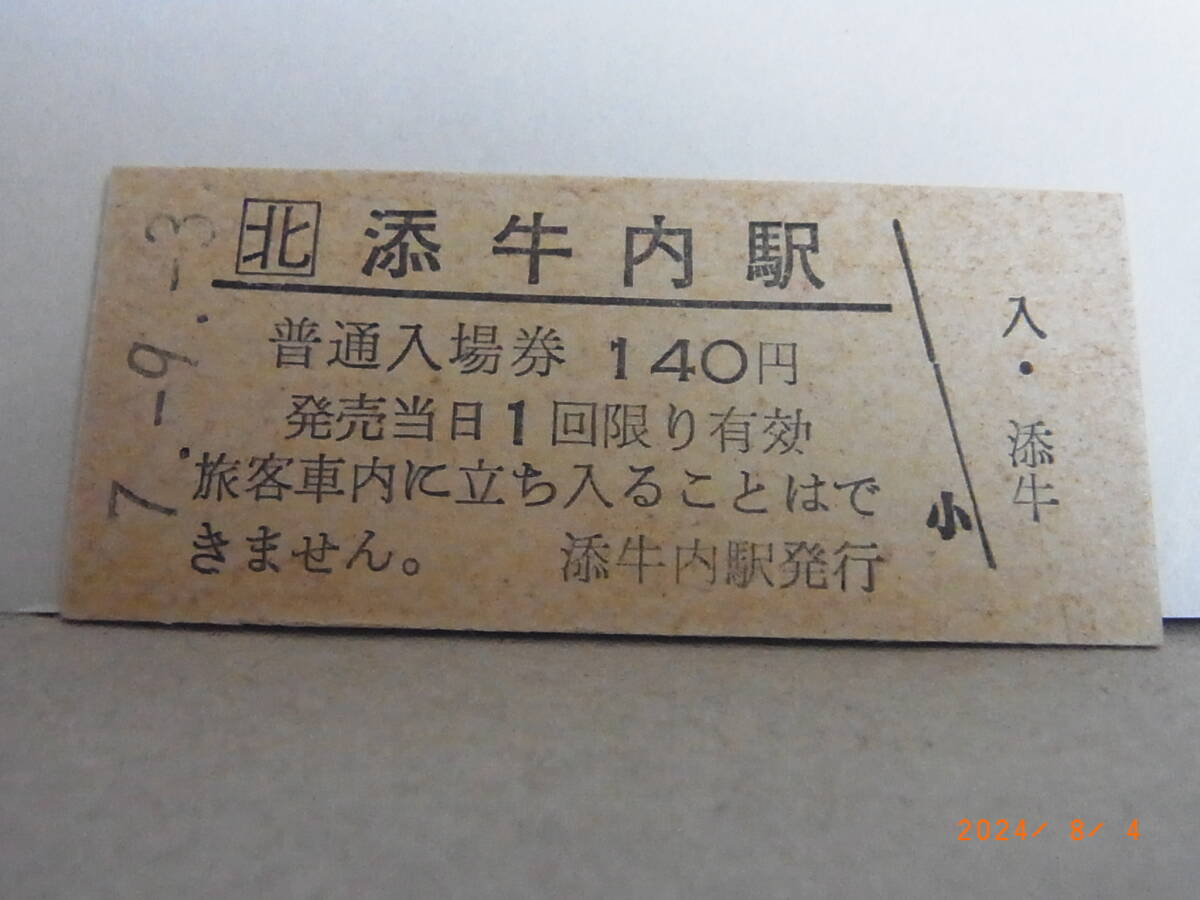 北 添牛内駅
普通入場券 140円
発売当日1回限り有効
旅客車内に立ち入ることはで
きません。 添牛内駅発行
7.-9.-3
小
入・添牛
2024/ 8/ 4